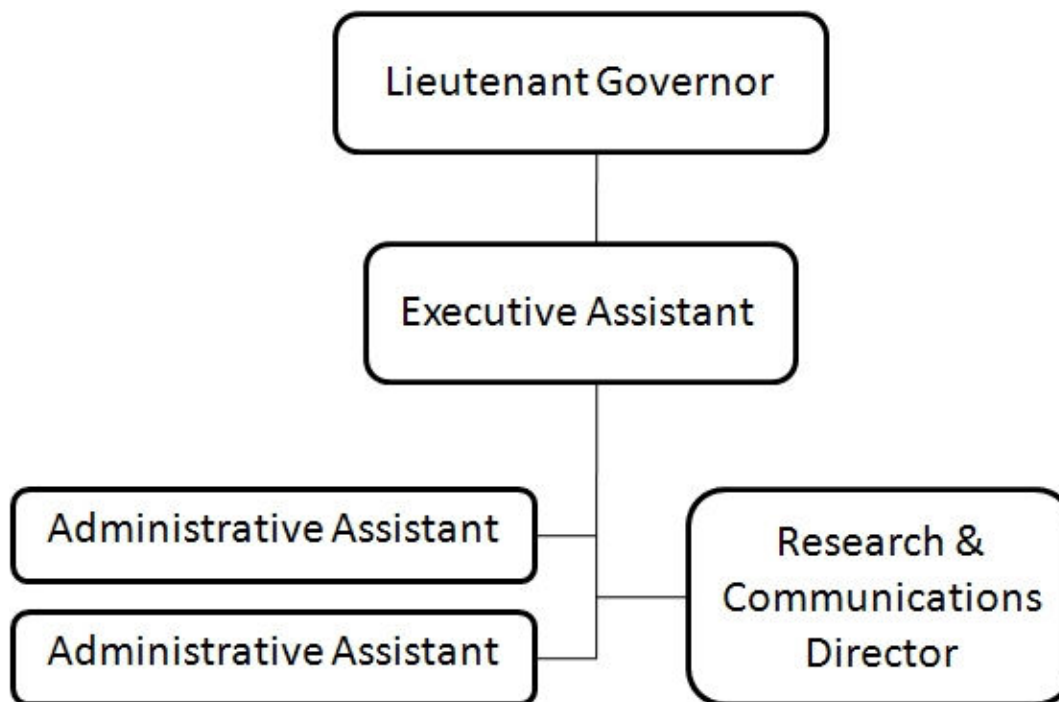 Lieutenant Governor
Executive Assistant
Administrative Assistant
Administrative Assistant
Research &
Communications
Director